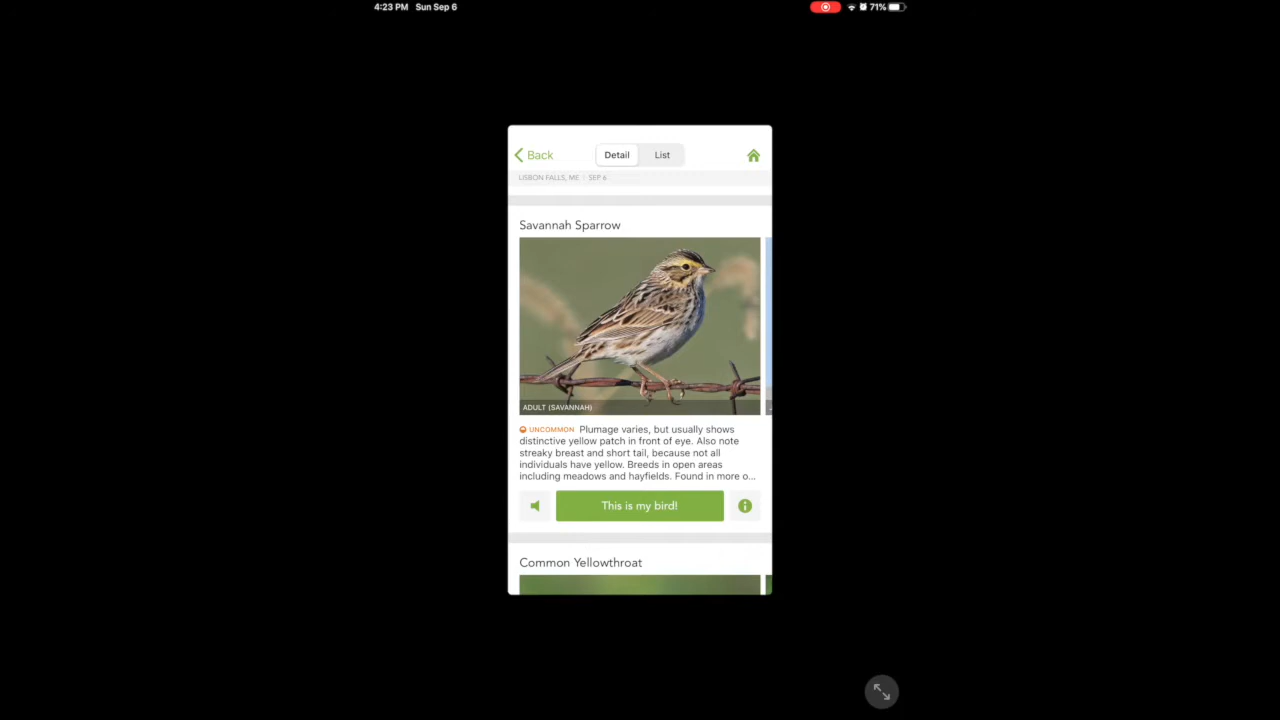 4:23 PM Sun Sep 6
71%
Back
Detail
List
LISBON FALLS, ME SEP 6
Savannah Sparrow
ADULT (SAVANNAH)
UNCOMMON Plumage varies, but usually shows
distinctive yellow patch in front of eye. Also note
streaky breast and short tail, because not all
individuals have yellow. Breeds in open areas
including meadows and hayfields. Found in more o...
This is my bird!
Common Yellowthroat